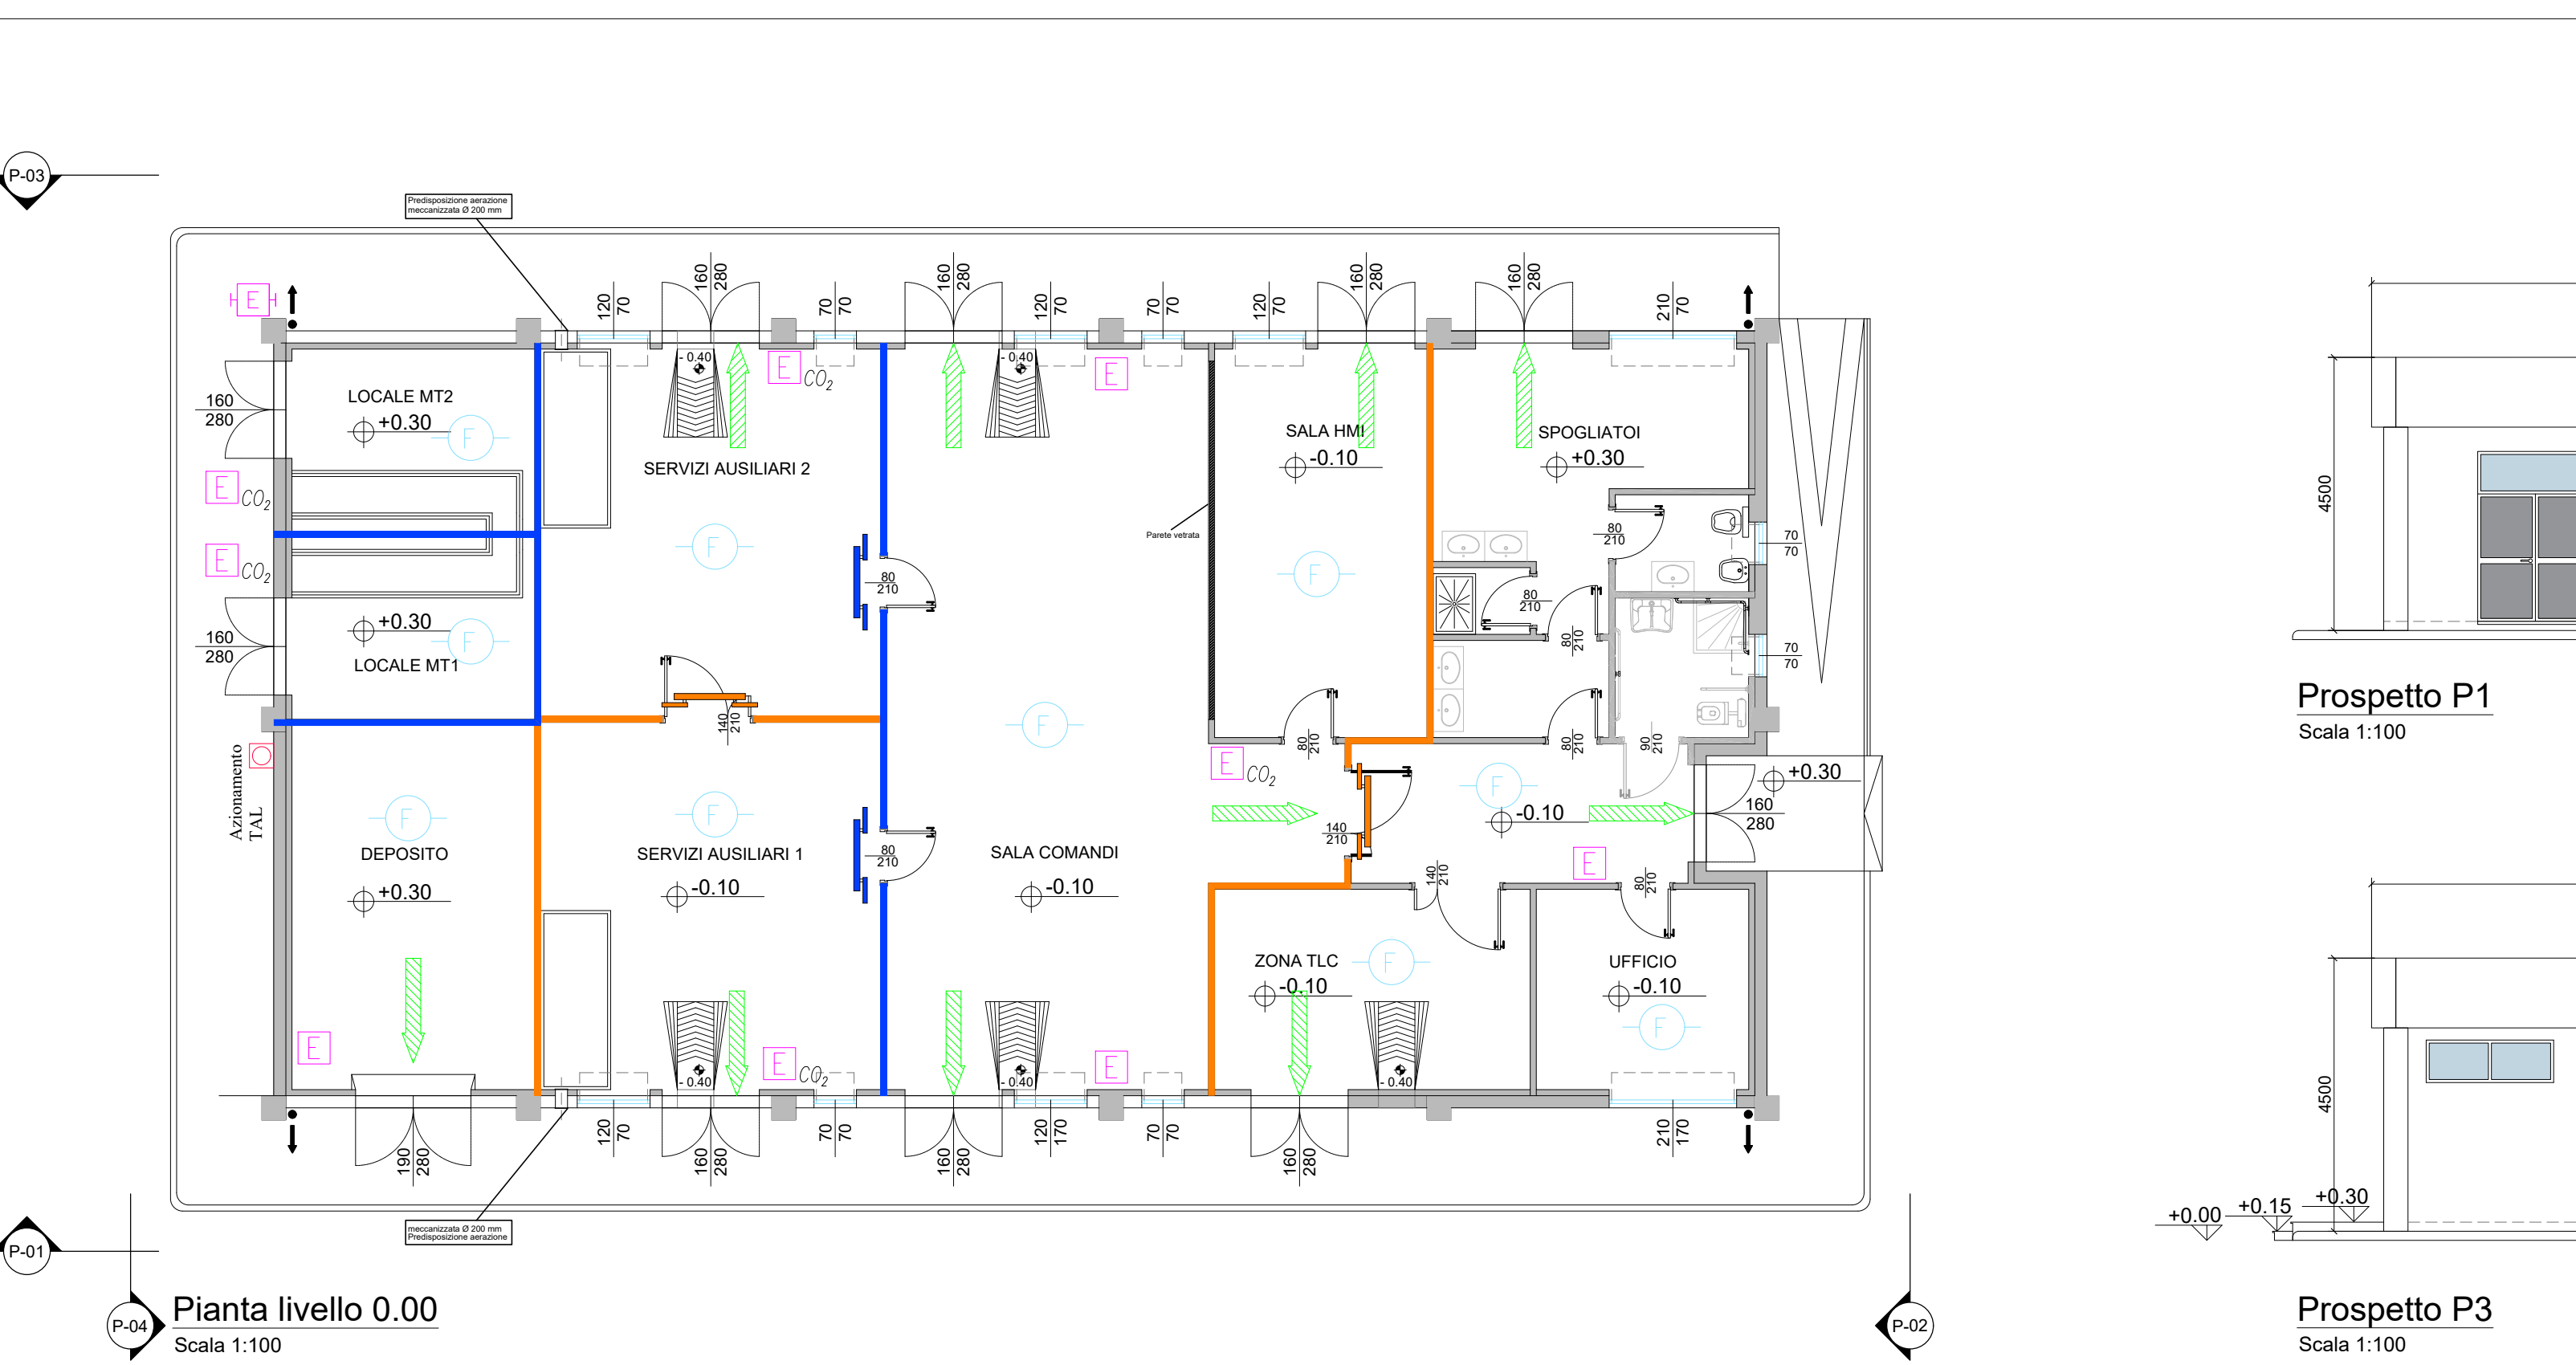 P-03
Predisposizione aerazione
meccanizzata Ø 200 mm
160
280
160
280
160
280
160
280
120
70
70
70
120
70
70
70
120
70
210
70
E
- 0.40
- 0.40
E CO2
E
LOCALE MT2
+0.30
F
160
280
SERVIZI AUSILIARI 2
SALA HMI
-0.10
SPOGLIATOI
+0.30
E CO2
E CO2
F
Parete vetrata
F
80
210
70
70
80
210
80
210
80
210
+0.30
F
LOCALE MT1
160
280
70
70
140
210
F
80
210
80
210
90
210
Azionamento
TAL
E CO2
F
+0.30
160
280
-0.10
F
DEPOSITO
+0.30
F
SERVIZI AUSILIARI 1
-0.10
80
210
SALA COMANDI
-0.10
140
210
140
210
E
80
210
ZONA TLC
-0.10
F
UFFICIO
-0.10
F
E
E CO2
E
- 0.40
- 0.40
- 0.40
190
280
120
70
160
280
70
70
160
280
120
170
70
70
160
280
210
170
meccanizzata Ø 200 mm
Predisposizione aerazione
P-01
P-04
Pianta livello 0.00
Scala 1:100
P-02
4500
Prospetto P1
Scala 1:100
4500
+0.00
+0.15
+0.30
Prospetto P3
Scala 1:100